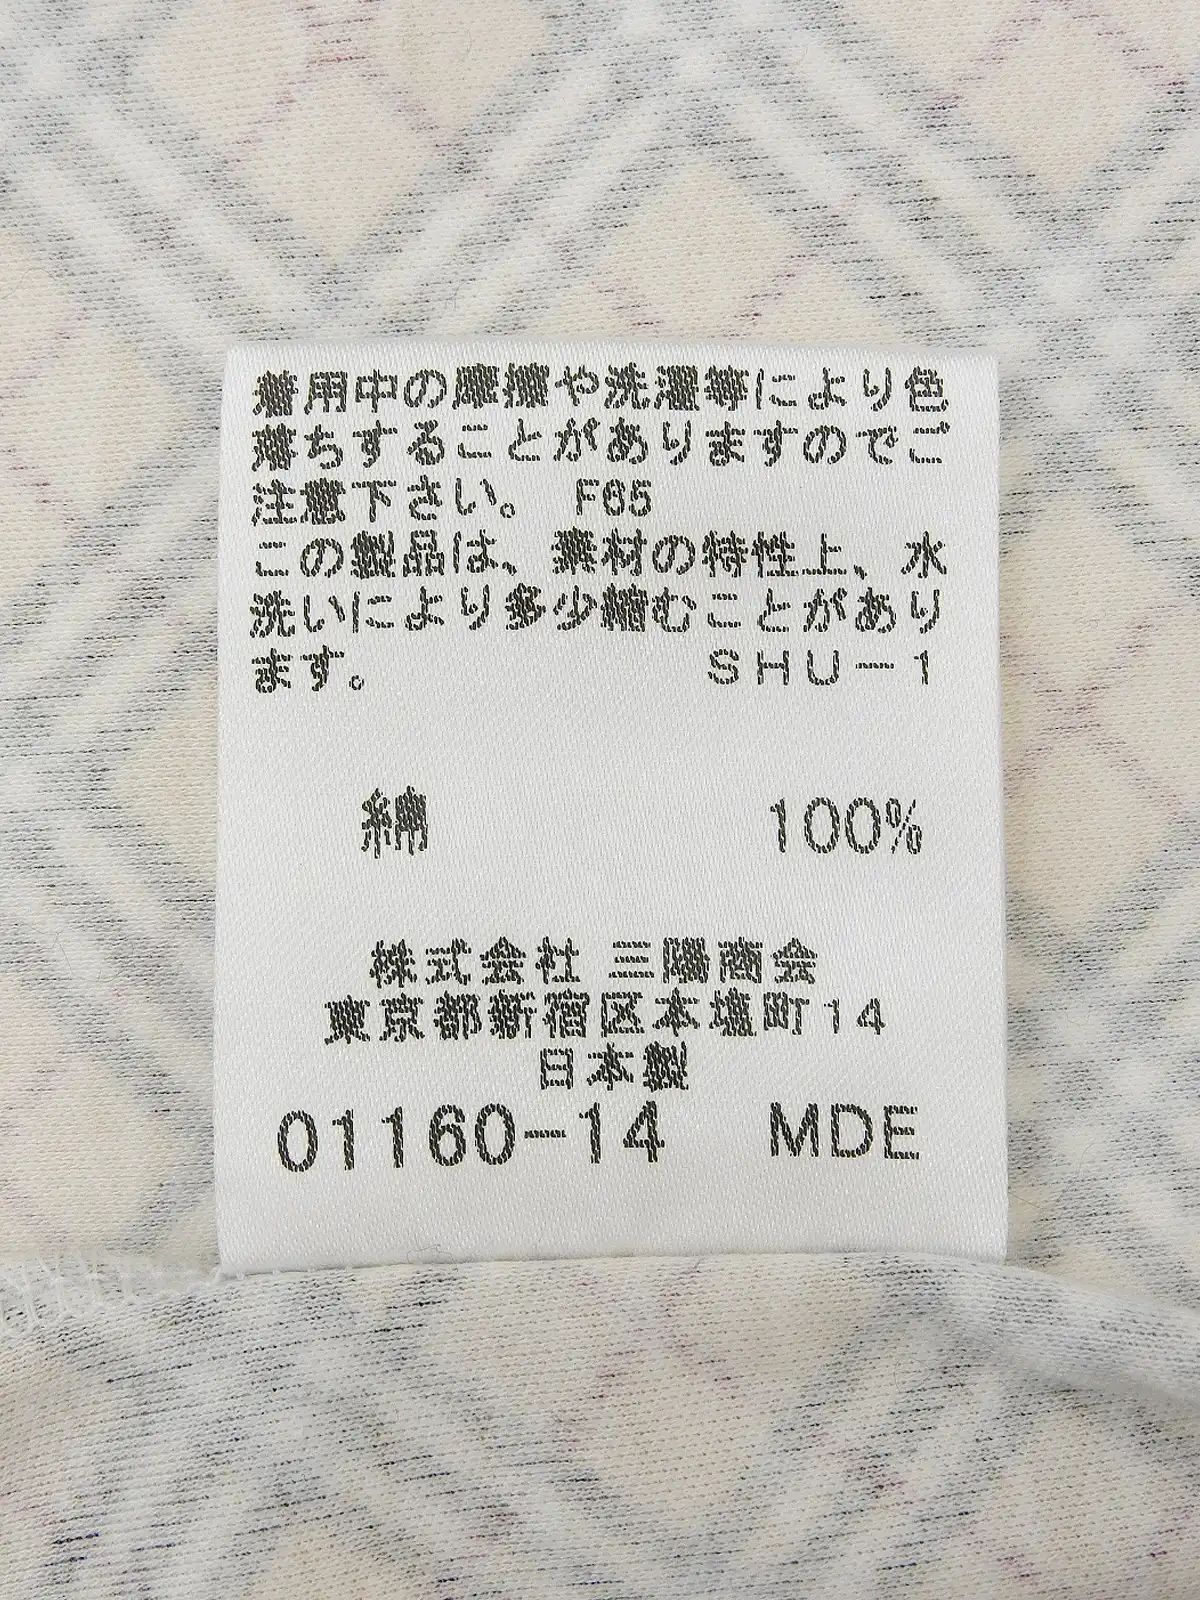 着用中の摩擦や洗濯等により色
落ちすることがありますのでご
注意下さい。 F65
この製品は、素材の特性上、水
洗いにより多少縮むことがあり
ます。 SHU－1
綿 100%
株式会社 三陽商会
東京都新宿区本塩町14
日本製
01160-14 MDE